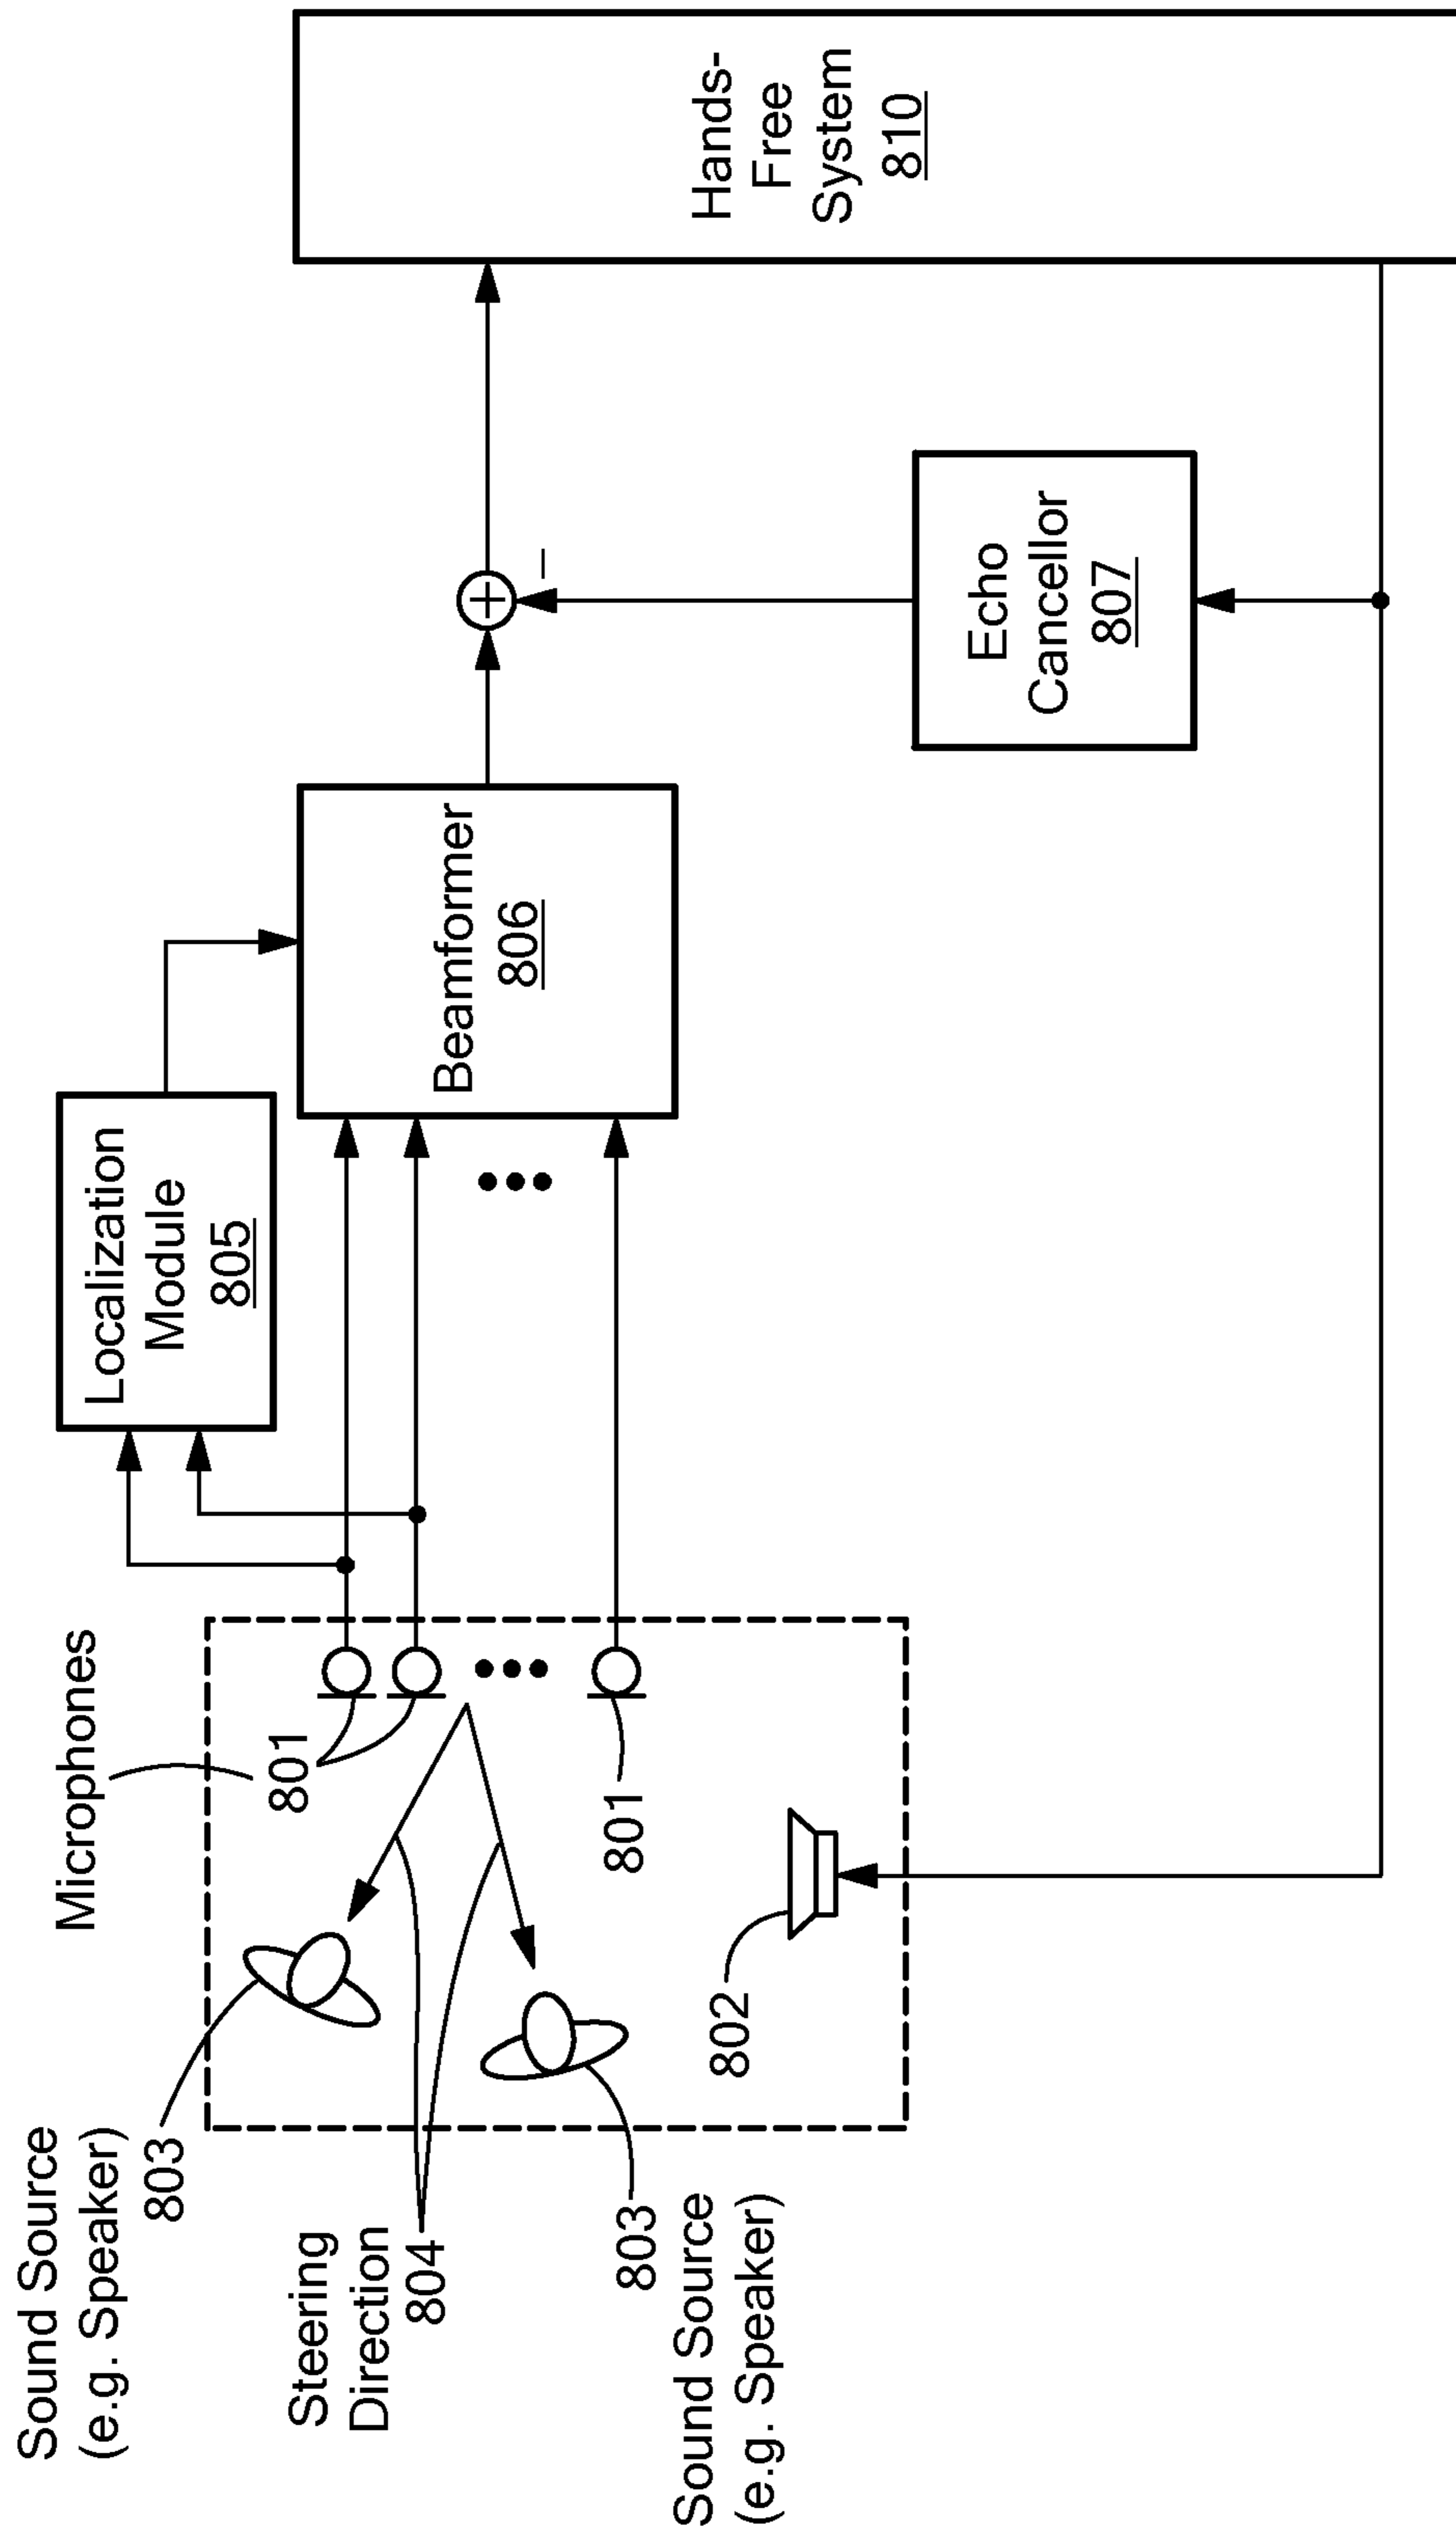 Sound Source
(e.g. Speaker)
803
Microphones
801
Localization
Module
805
Steering
Direction
804
801
803
Sound Source
(e.g. Speaker)
802
Beamformer
806
+
–
Echo
Cancellor
807
Hands-
Free
System
810